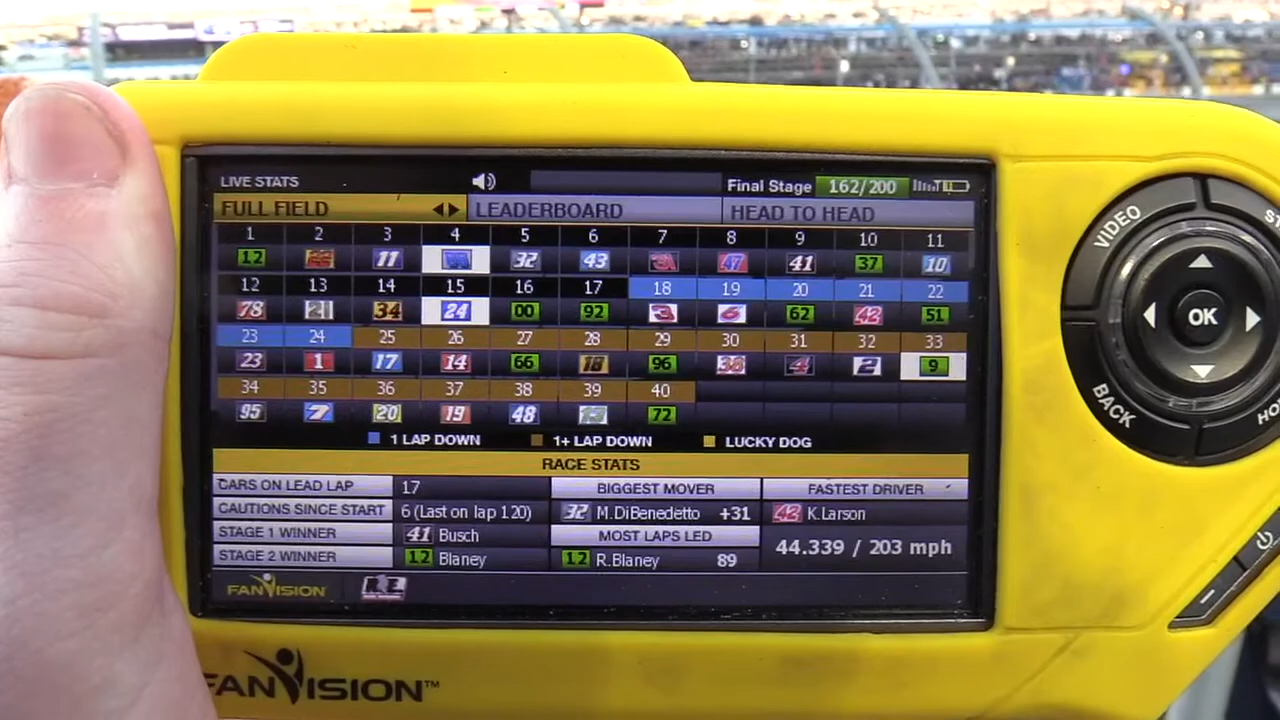 LIVE STATS Final Stage 162/200
FULL FIELD LEADERBOARD HEAD TO HEAD
1 2 3 4 5 6 7 8 9 10 11
12 11 32 43 47 41 37 10
12 13 14 15 16 17 18 19 20 21 22
78 21 34 24 00 92 3 6 62 42 51
23 24 25 26 27 28 29 30 31 32 33
23 1 17 14 66 18 96 38 4 2 9
34 35 36 37 38 39 40
95 7 20 19 48 13 72
1 LAP DOWN 1+ LAP DOWN LUCKY DOG
RACE STATS
CARS ON LEAD LAP 17 BIGGEST MOVER FASTEST DRIVER
CAUTIONS SINCE START 6 (Last on lap 120) 32 M.DiBenedetto +31 42 K.Larson
STAGE 1 WINNER 41 Busch MOST LAPS LED 44.339 / 203 mph
STAGE 2 WINNER 12 Blaney 12 R.Blaney 89
FANVISION
FANVISION™
VIDEO
ST
OK
BACK
HO